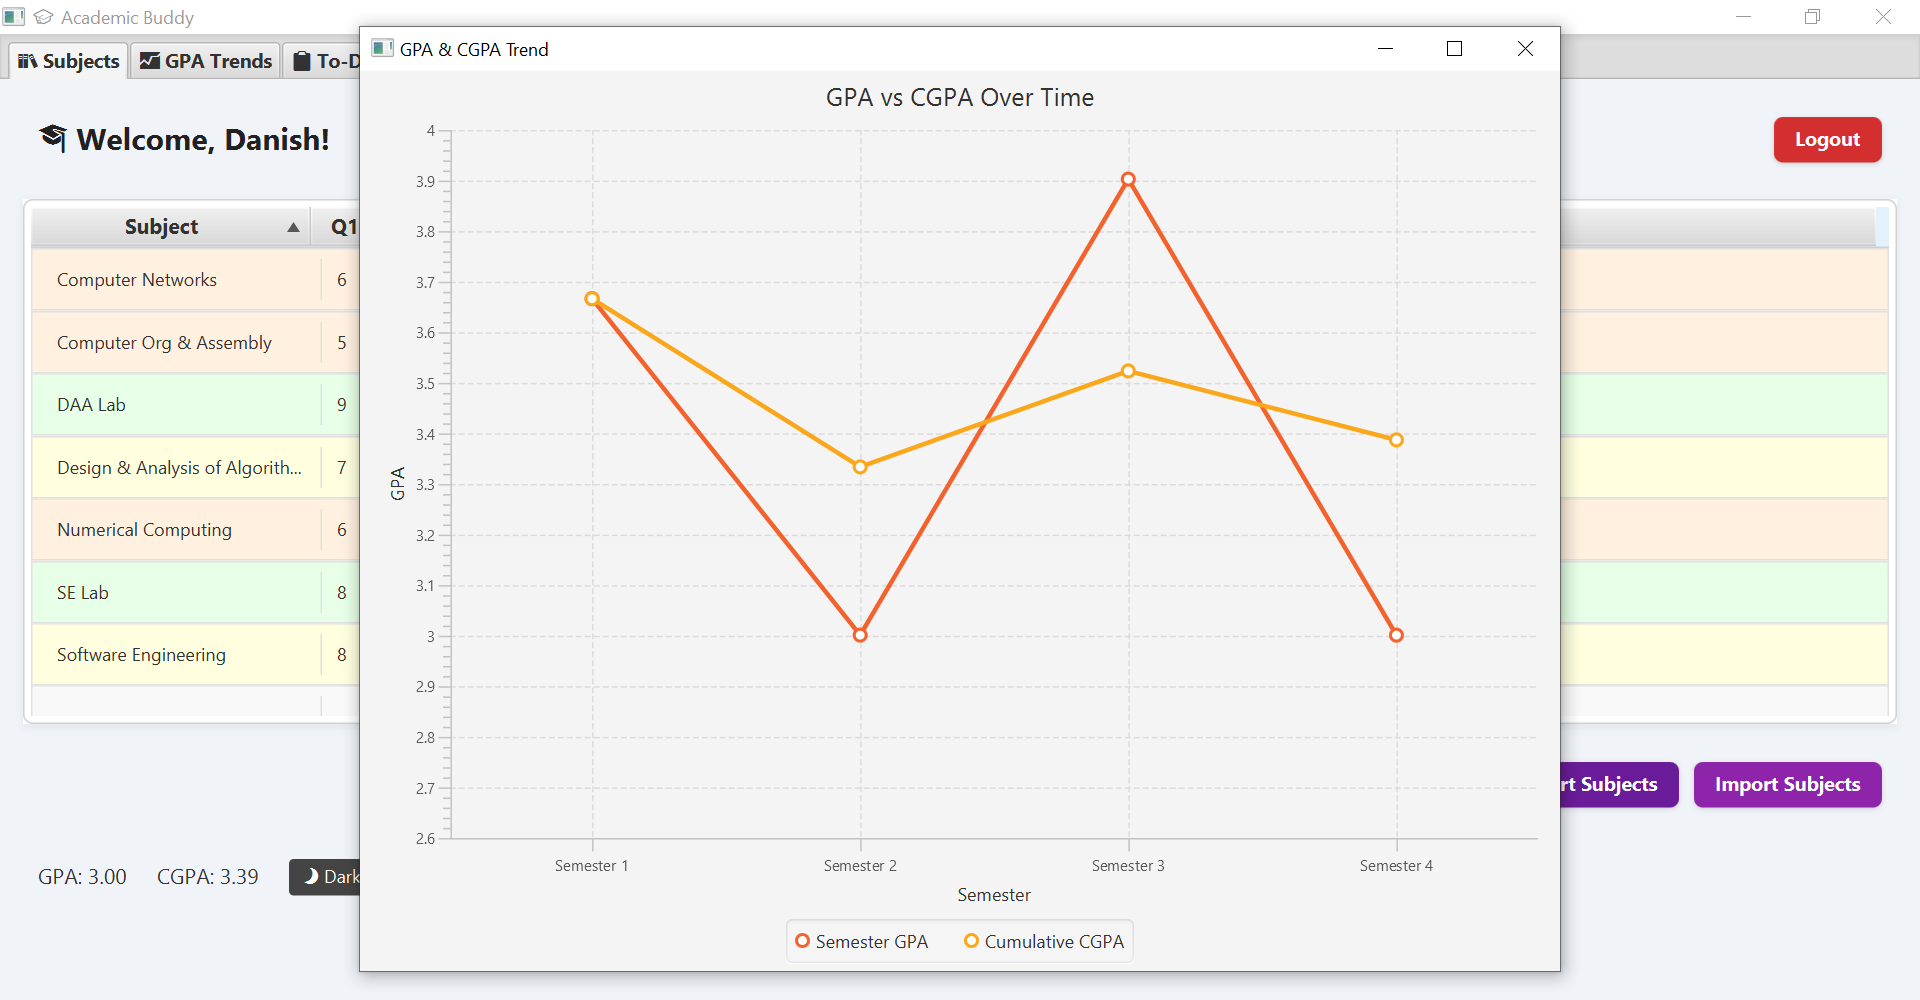 Academic Buddy
Subjects
GPA Trends
To-D
Welcome, Danish!
Logout
Subject
Q1
Computer Networks 6
Computer Org & Assembly 5
DAA Lab 9
Design & Analysis of Algorith... 7
Numerical Computing 6
SE Lab 8
Software Engineering 8
rt Subjects
Import Subjects
GPA: 3.00
CGPA: 3.39
Dark
GPA & CGPA Trend
GPA vs CGPA Over Time
4
3.9
3.8
3.7
3.6
3.5
3.4
3.3
3.2
3.1
3
2.9
2.8
2.7
2.6
GPA
Semester 1
Semester 2
Semester 3
Semester 4
Semester
Semester GPA
Cumulative CGPA